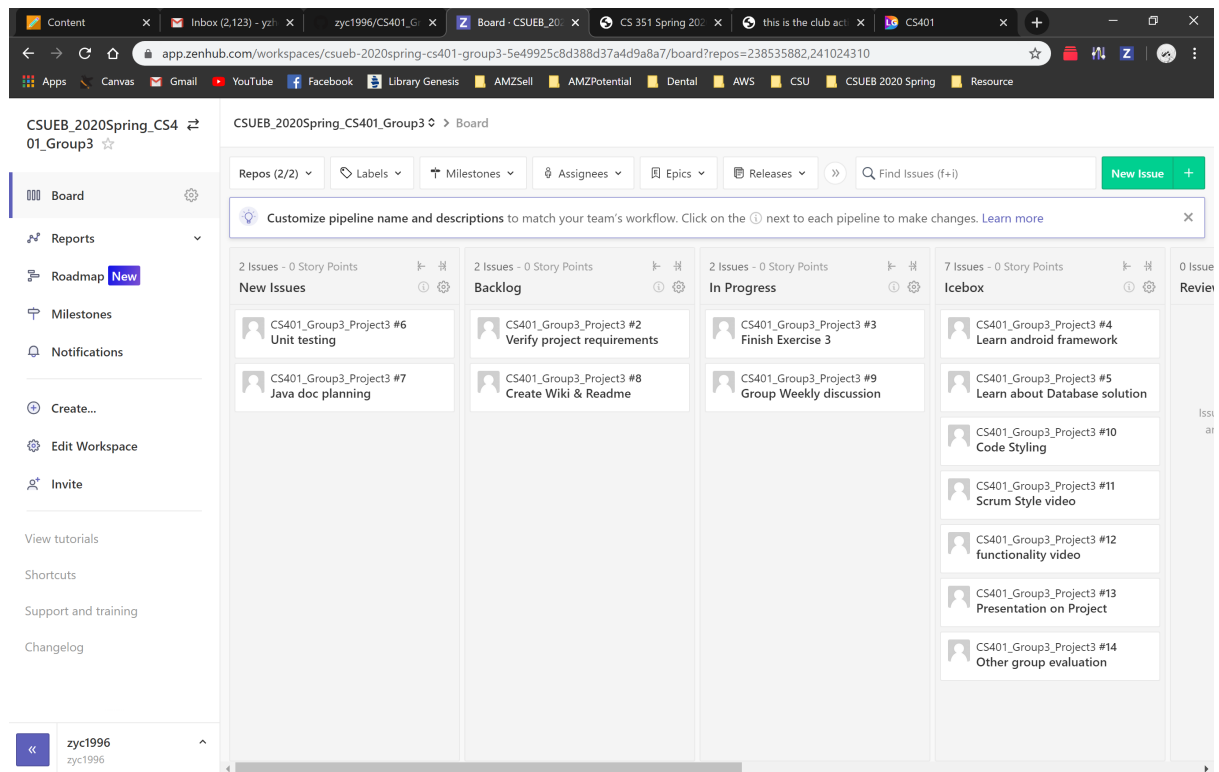 Content
Inbox (2,123) - yzh
zyc1996/CS401_Gr
Board - CSUEB_202
CS 351 Spring 202
this is the club acti
CS401
app.zenhub.com/workspaces/csueb-2020spring-cs401-group3-5e49925c8d388d37a4d9a8a7/board?repos=238535882,241024310
Apps Canvas Gmail YouTube Facebook Library Genesis AMZSell AMZPotential Dental AWS CSU CSUEB 2020 Spring Resource
CSUEB_2020Spring_CS4
01_Group3
Board
Reports
Roadmap New
Milestones
Notifications
Create...
Edit Workspace
Invite
View tutorials
Shortcuts
Support and training
Changelog
zyc1996
zyc1996
CSUEB_2020Spring_CS401_Group3 > Board
Repos (2/2) Labels Milestones Assignees Epics Releases Find Issues (f+i) New Issue +
Customize pipeline name and descriptions to match your team's workflow. Click on the ⓘ next to each pipeline to make changes. Learn more
2 Issues - 0 Story Points
New Issues
CS401_Group3_Project3 #6
Unit testing
CS401_Group3_Project3 #7
Java doc planning
2 Issues - 0 Story Points
Backlog
CS401_Group3_Project3 #2
Verify project requirements
CS401_Group3_Project3 #8
Create Wiki & Readme
2 Issues - 0 Story Points
In Progress
CS401_Group3_Project3 #3
Finish Exercise 3
CS401_Group3_Project3 #9
Group Weekly discussion
7 Issues - 0 Story Points
Icebox
CS401_Group3_Project3 #4
Learn android framework
CS401_Group3_Project3 #5
Learn about Database solution
CS401_Group3_Project3 #10
Code Styling
CS401_Group3_Project3 #11
Scrum Style video
CS401_Group3_Project3 #12
functionality video
CS401_Group3_Project3 #13
Presentation on Project
CS401_Group3_Project3 #14
Other group evaluation
0 Issue